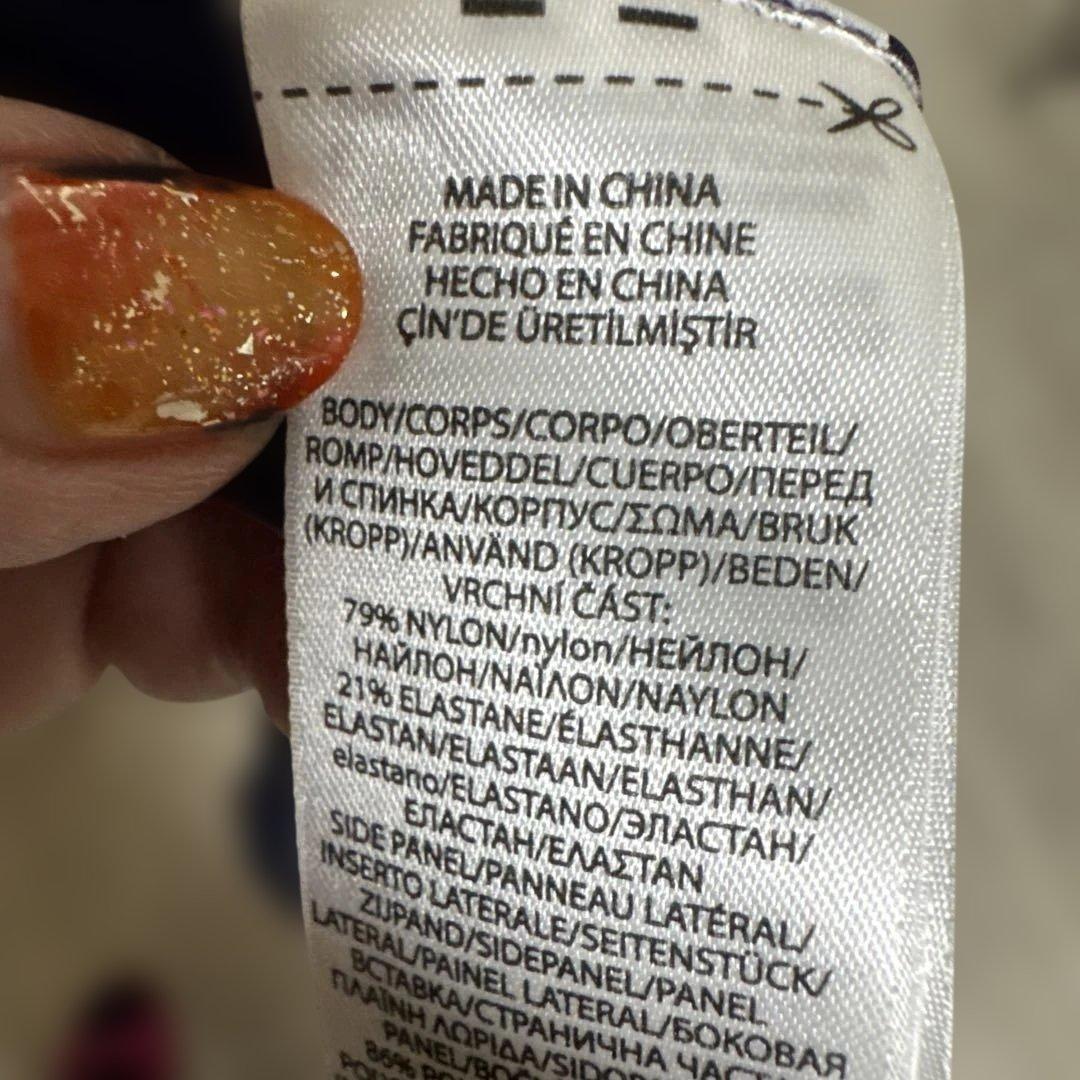 MADE IN CHINA
FABRIQUÉ EN CHINE
HECHO EN CHINA
ÇİN'DE ÜRETİLMİŞTİR
BODY/CORPS/CORPO/OBERTEIL/
ROMP/HOVEDDEL/CUERPO/ПЕРЕД
И СПИНКА/КОРПУС/ΣΩΜΑ/BRUK
(KROPP)/ANVÄND (KROPP)/BEDEN/
VRCHNÍ ČÁST:
79% NYLON/nylon/НЕЙЛОН/
НАЙЛОН/ΝΑΪΛΟΝ/NAYLON
21% ELASTANE/ÉLASTHANNE/
ELASTAN/ELASTAAN/ELASTHAN/
elastano/ELASTANO/ЭЛАСТАН/
ЕЛАСТАН/ΕΛΑΣΤΑΝ
SIDE PANEL/PANNEAU LATÉRAL/
INSERTO LATERALE/SEITENSTÜCK/
ZIJPAND/SIDEPANEL/PANEL
LATERAL/PAINEL LATERAL/БОКОВАЯ
ВСТАВКА/СТРАНИЧНА ЧАСТ/
ΠΛΑΪΝΗ ΛΩΡΙΔΑ/
PANEL/
86%